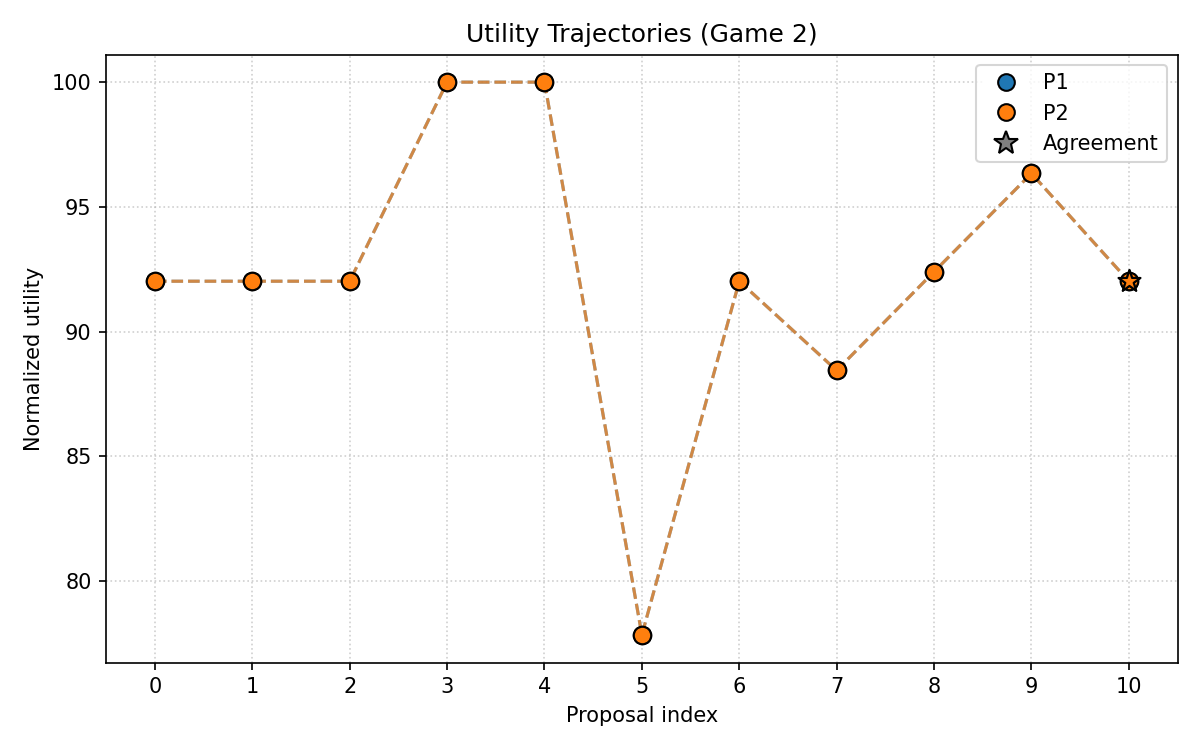 Utility Trajectories (Game 2)
P1
P2
Agreement
Normalized utility
100
95
90
85
80
0 1 2 3 4 5 6 7 8 9 10
Proposal index